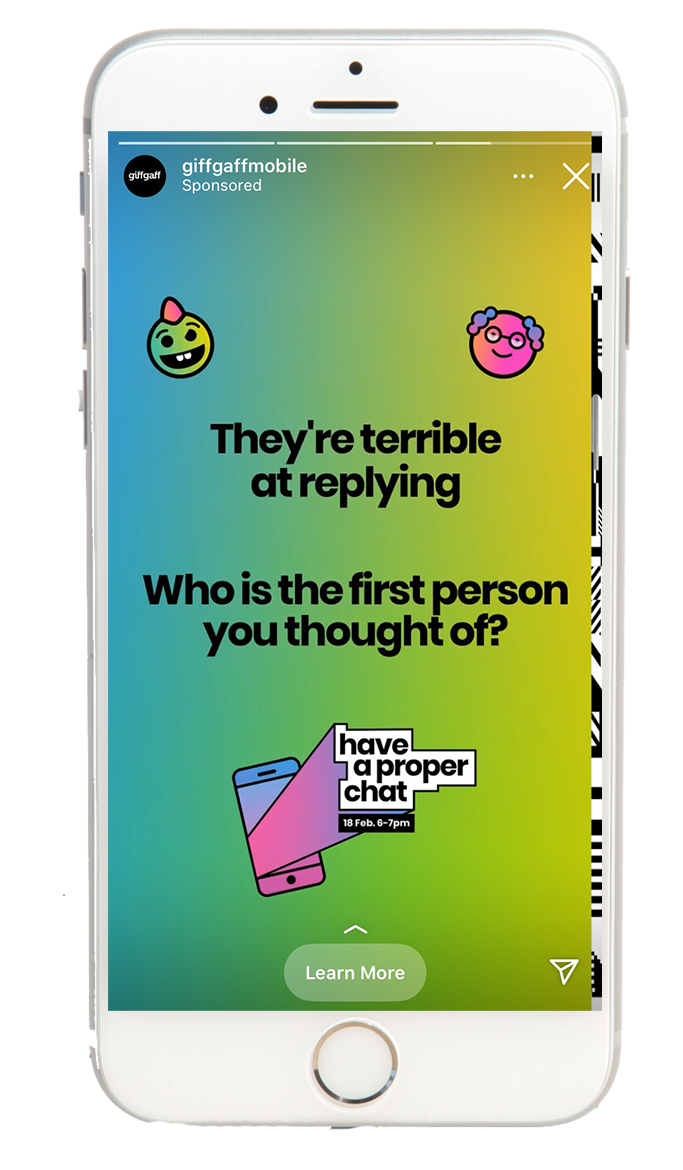 giffgaff
giffgaffmobile
Sponsored
They're terrible
at replying
Who is the first person
you thought of?
have
a proper
chat
18 Feb. 6-7pm
Learn More